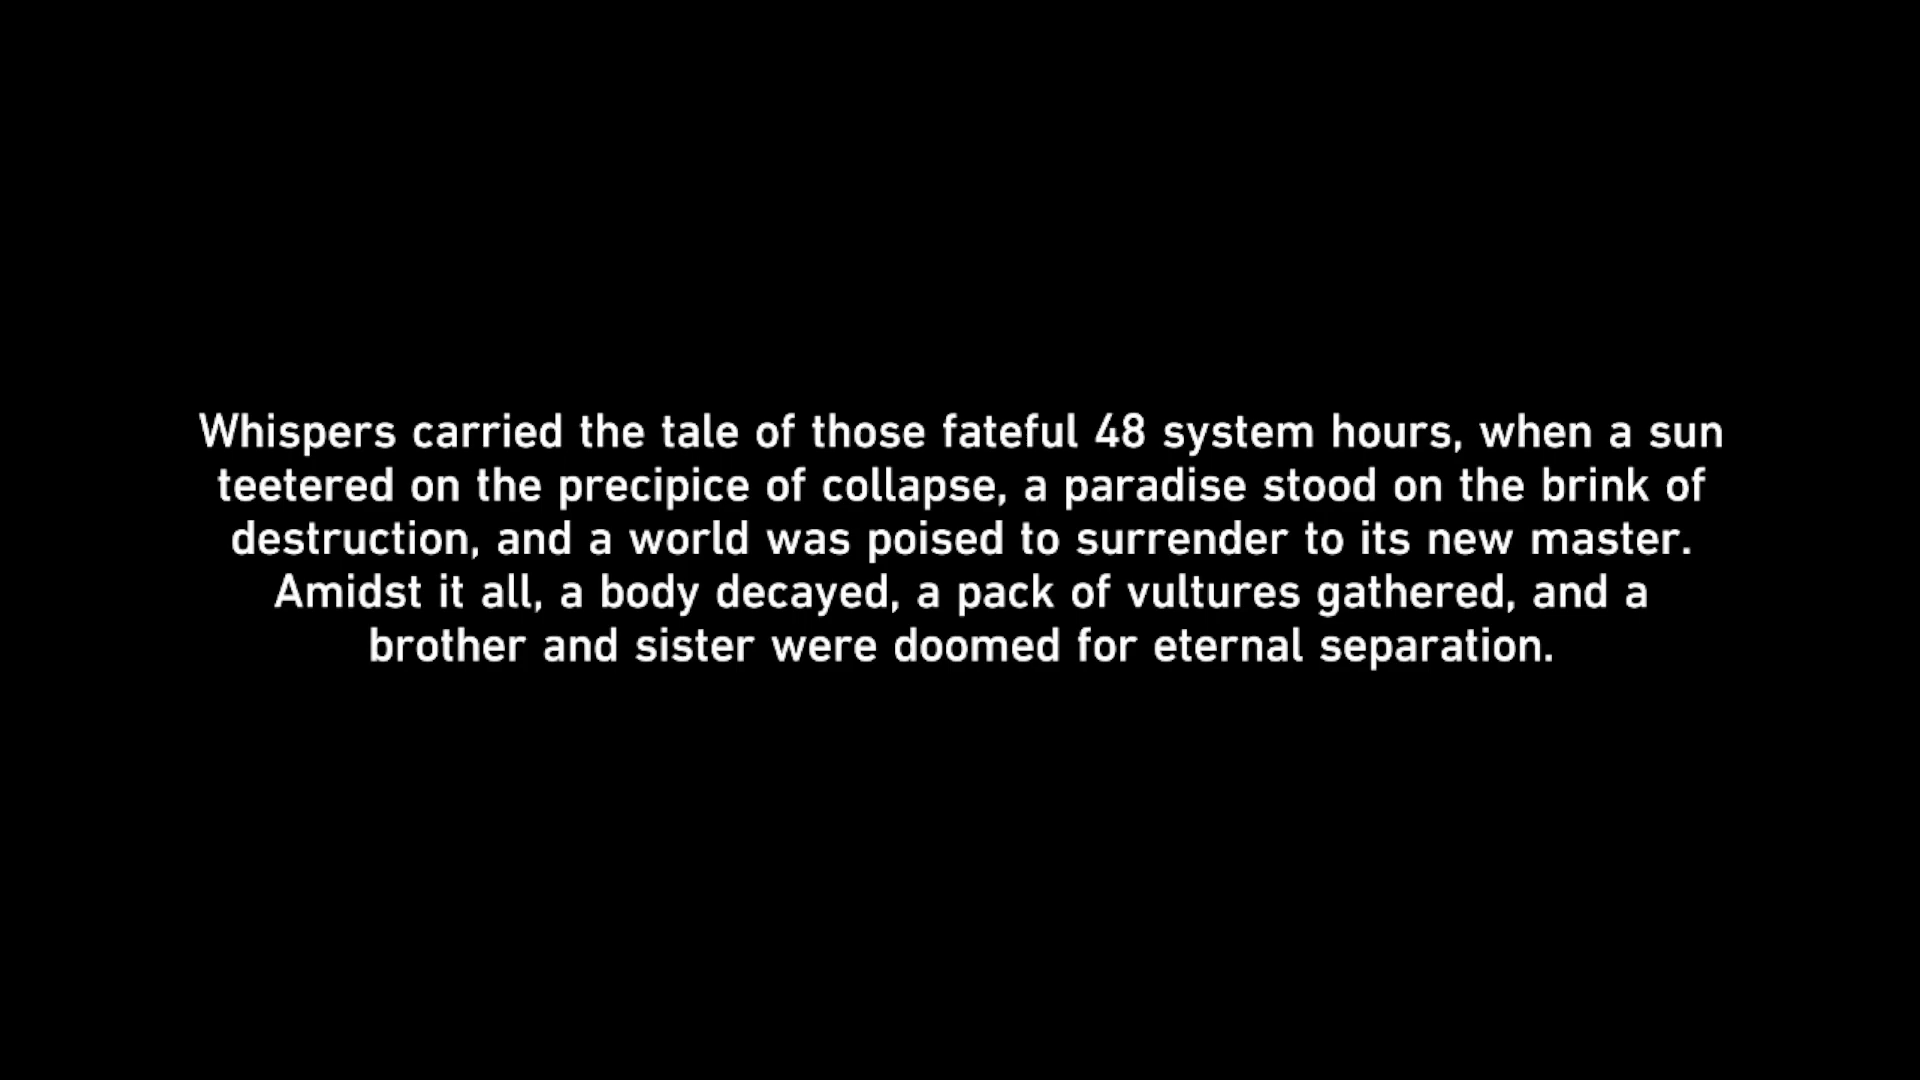 Whispers carried the tale of those fateful 48 system hours, when a sun
teetered on the precipice of collapse, a paradise stood on the brink of
destruction, and a world was poised to surrender to its new master.
Amidst it all, a body decayed, a pack of vultures gathered, and a
brother and sister were doomed for eternal separation.